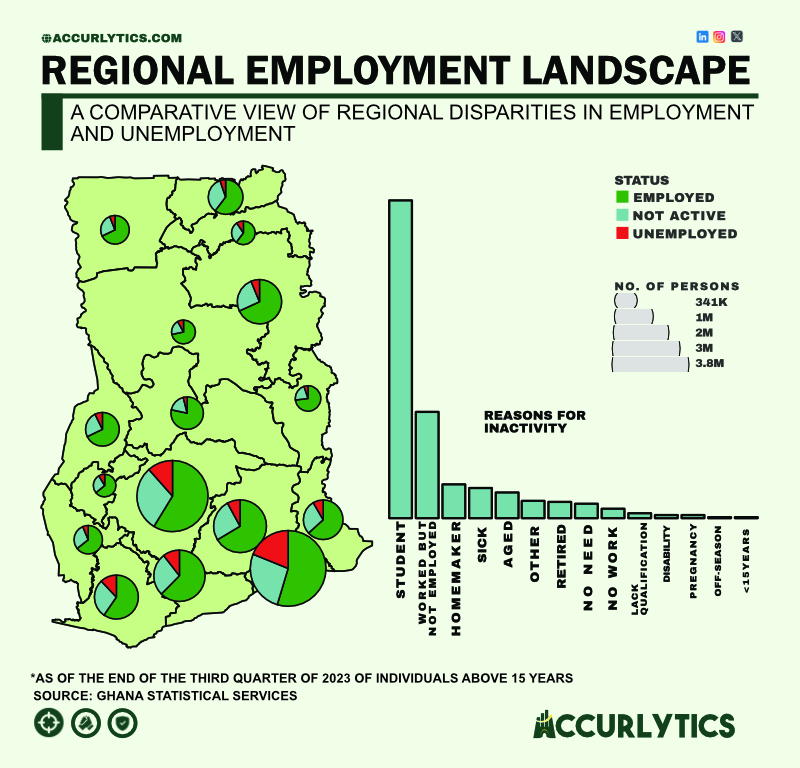 ACCURLYTICS.COM
REGIONAL EMPLOYMENT LANDSCAPE
A COMPARATIVE VIEW OF REGIONAL DISPARITIES IN EMPLOYMENT
AND UNEMPLOYMENT
STATUS
EMPLOYED
NOT ACTIVE
UNEMPLOYED
NO. OF PERSONS
341K
1M
2M
3M
3.8M
REASONS FOR
INACTIVITY
STUDENT
WORKED BUT
NOT EMPLOYED
HOMEMAKER
SICK
AGED
OTHER
RETIRED
NO NEED
NO WORK
LACK
QUALIFICATION
DISABILITY
PREGNANCY
OFF-SEASON
<15YEARS
*AS OF THE END OF THE THIRD QUARTER OF 2023 OF INDIVIDUALS ABOVE 15 YEARS
SOURCE: GHANA STATISTICAL SERVICES
ACCURLYTICS